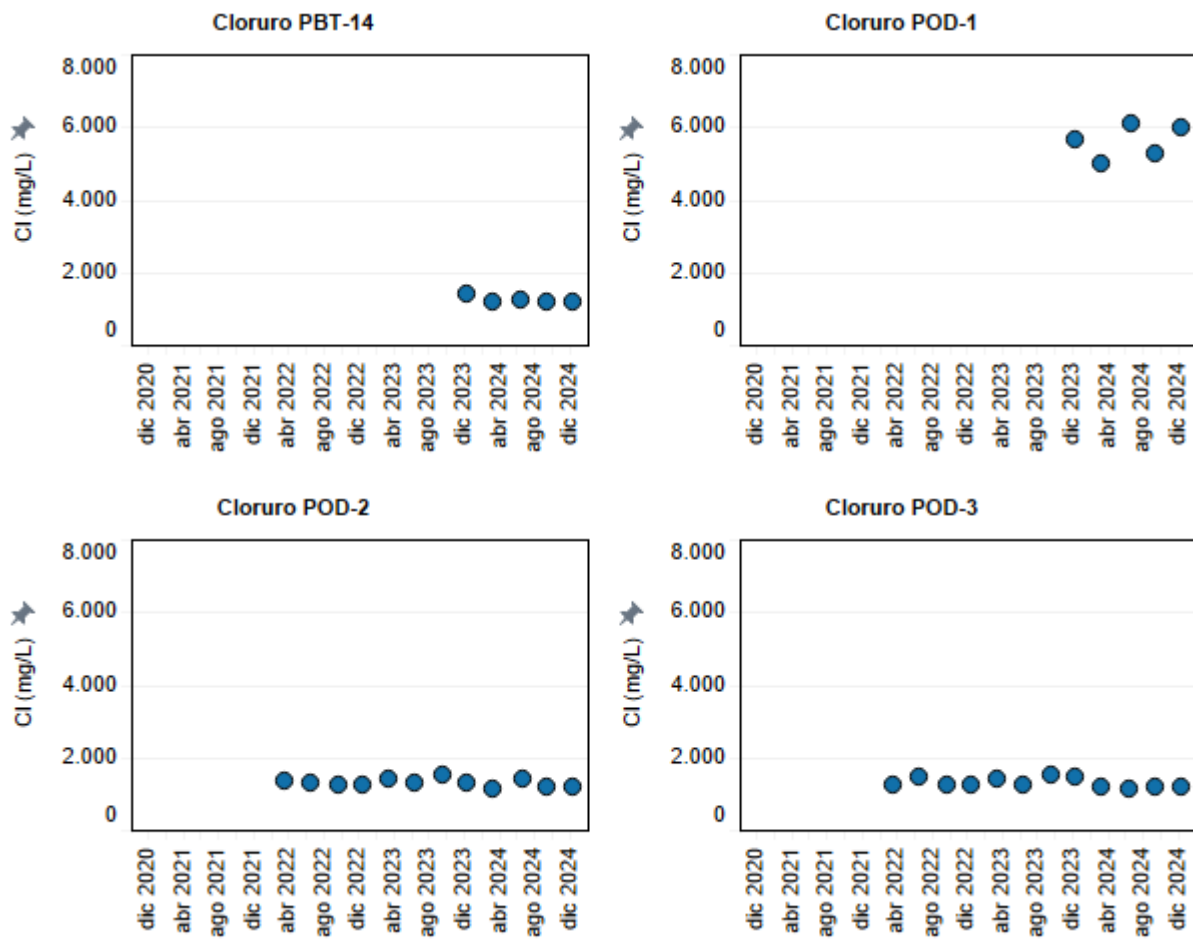 Cloruro PBT-14
Cl (mg/L)
8.000
6.000
4.000
2.000
0
dic 2020
abr 2021
ago 2021
dic 2021
abr 2022
ago 2022
dic 2022
abr 2023
ago 2023
dic 2023
abr 2024
ago 2024
dic 2024
Cloruro POD-1
Cl (mg/L)
8.000
6.000
4.000
2.000
0
dic 2020
abr 2021
ago 2021
dic 2021
abr 2022
ago 2022
dic 2022
abr 2023
ago 2023
dic 2023
abr 2024
ago 2024
dic 2024
Cloruro POD-2
Cl (mg/L)
8.000
6.000
4.000
2.000
0
dic 2020
abr 2021
ago 2021
dic 2021
abr 2022
ago 2022
dic 2022
abr 2023
ago 2023
dic 2023
abr 2024
ago 2024
dic 2024
Cloruro POD-3
Cl (mg/L)
8.000
6.000
4.000
2.000
0
dic 2020
abr 2021
ago 2021
dic 2021
abr 2022
ago 2022
dic 2022
abr 2023
ago 2023
dic 2023
abr 2024
ago 2024
dic 2024